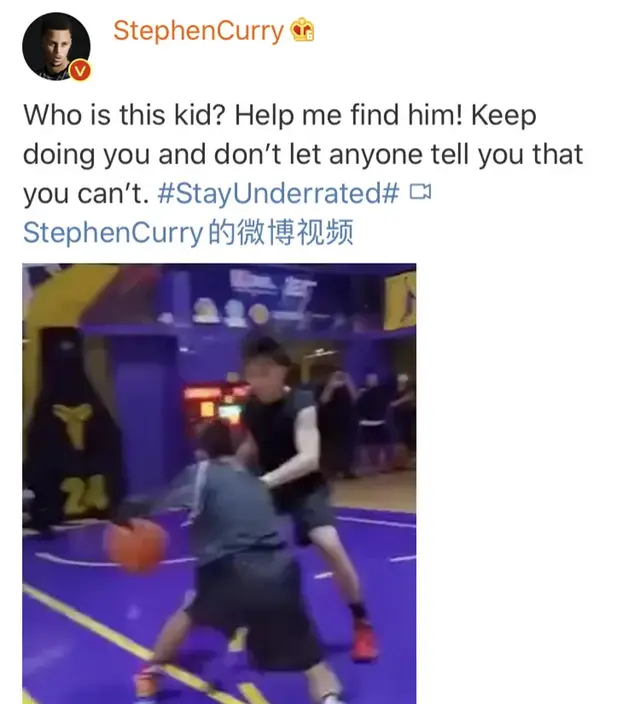 StephenCurry
Who is this kid? Help me find him! Keep
doing you and don't let anyone tell you that
you can't. #StayUnderrated#
StephenCurry的微博视频
24